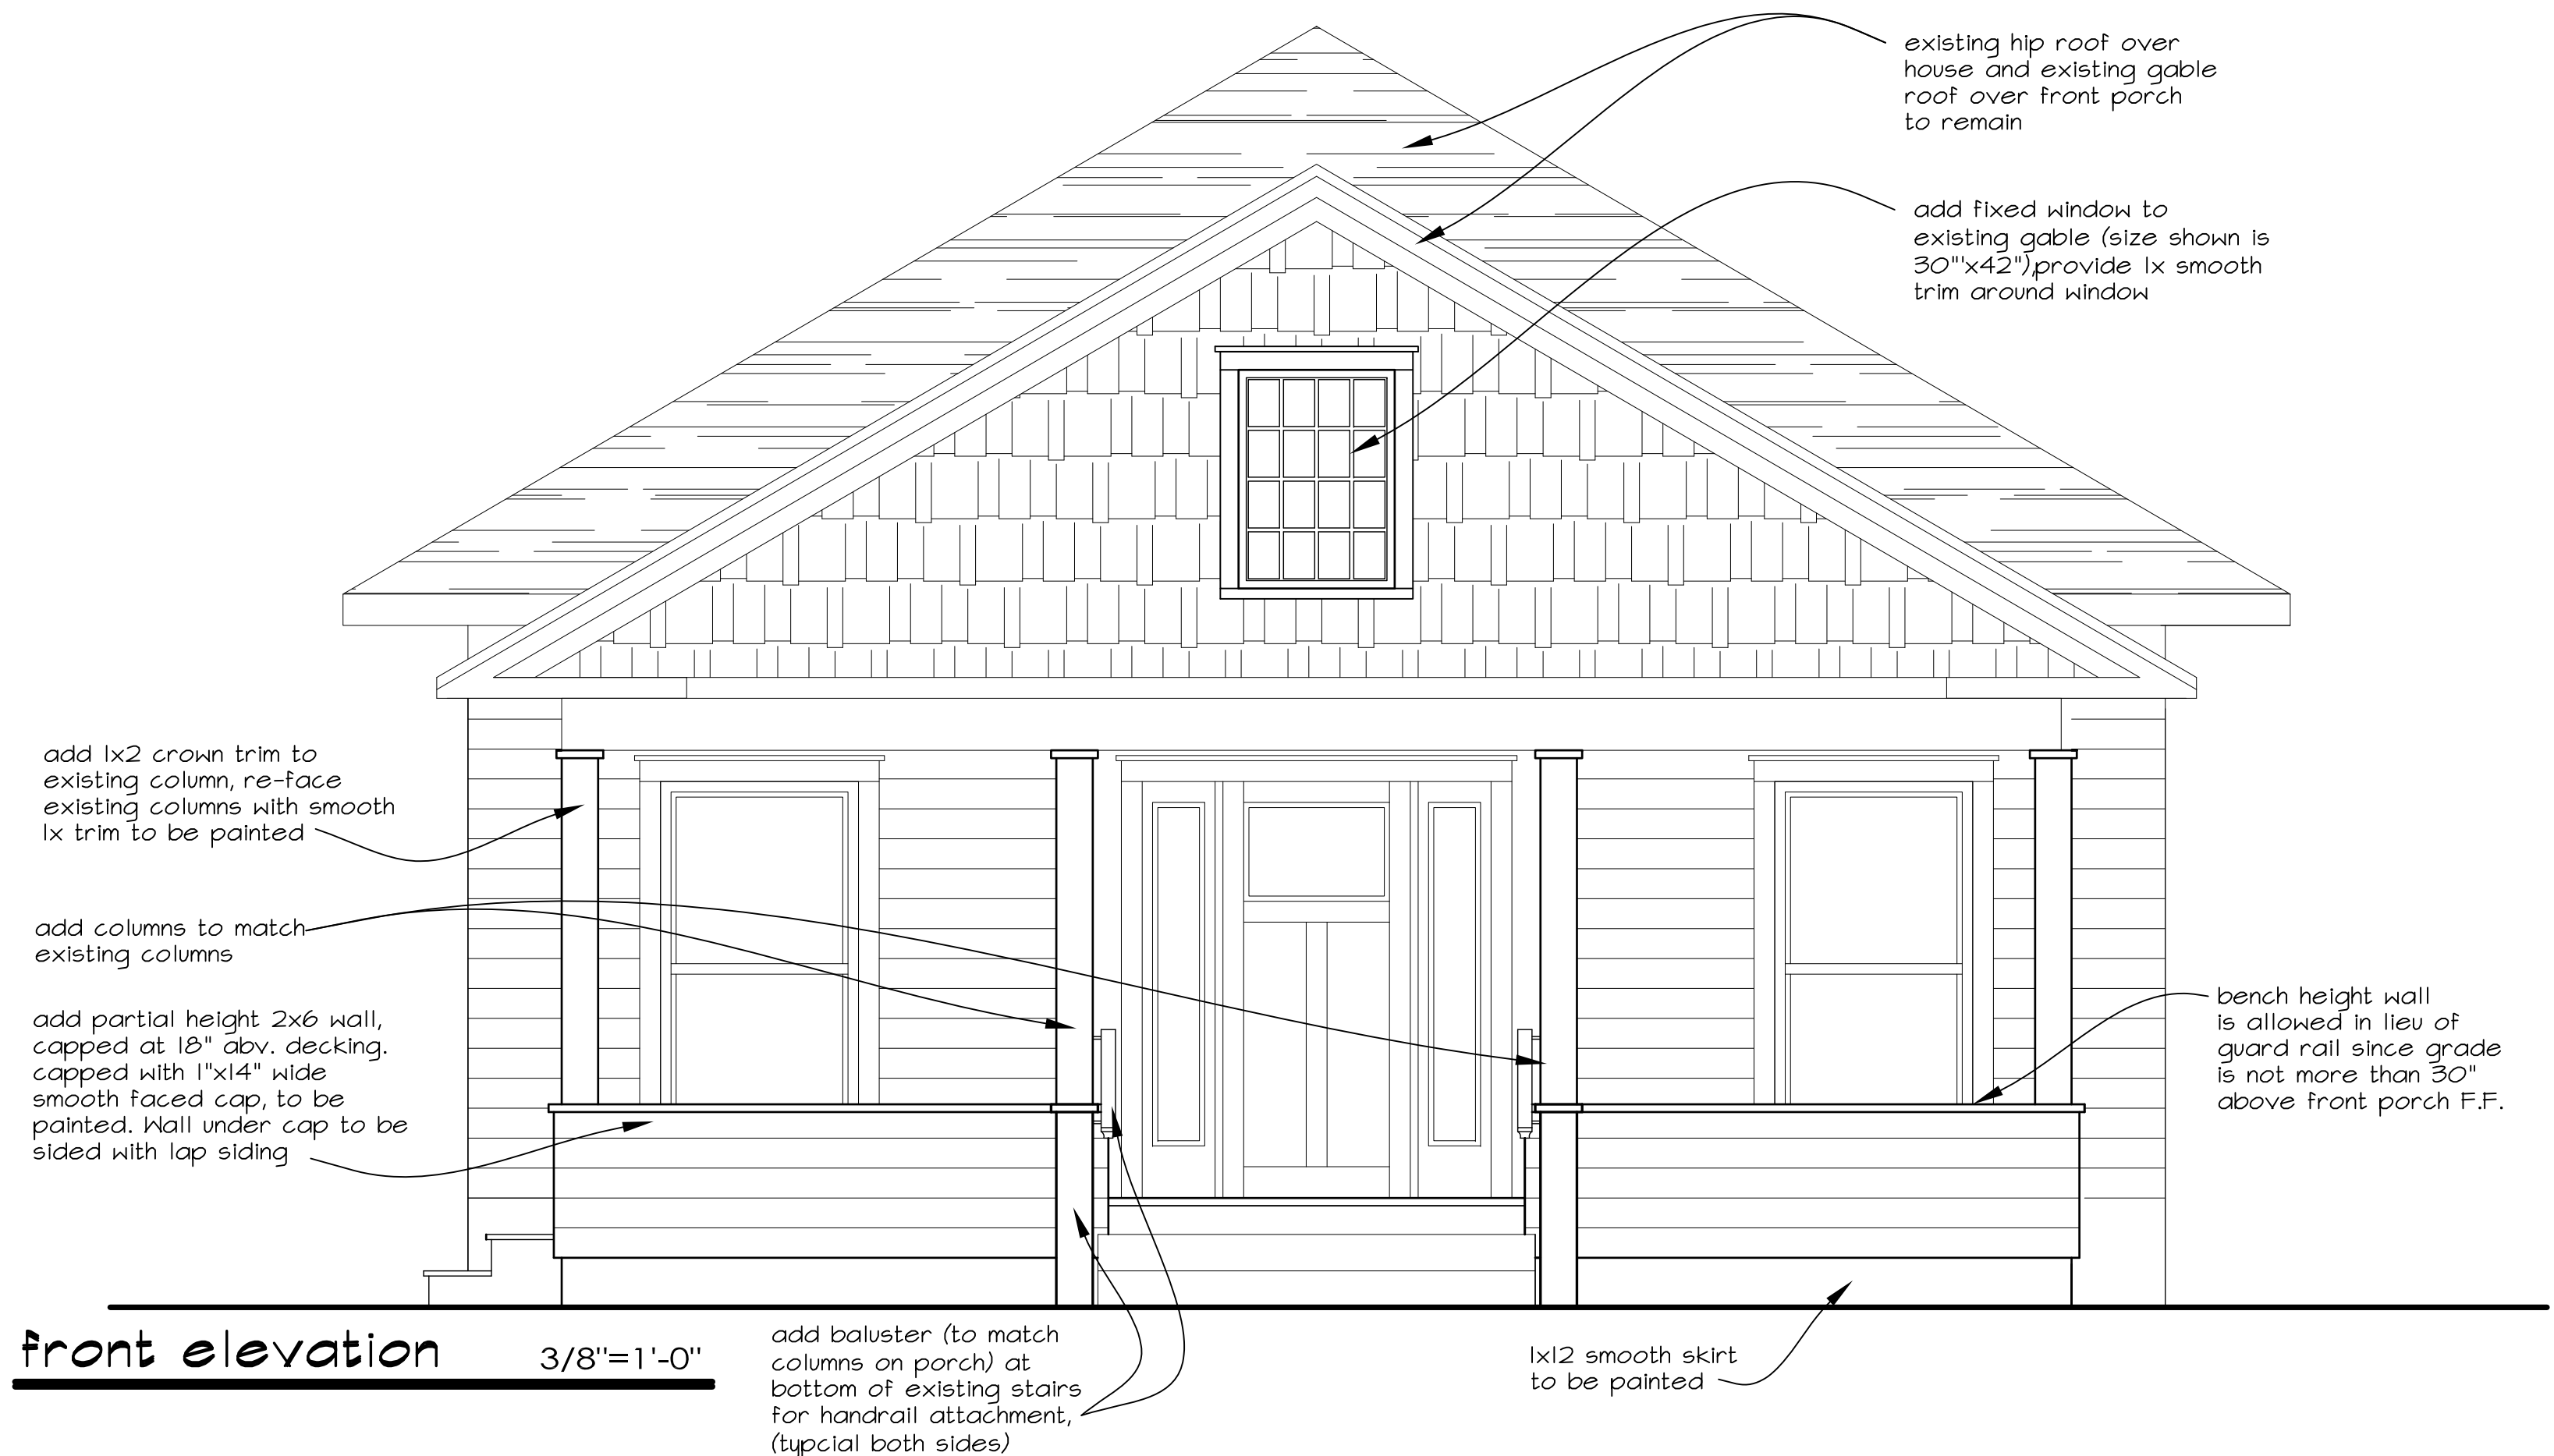 existing hip roof over
house and existing gable
roof over front porch
to remain
add fixed window to
existing gable (size shown is
30"'x42"),provide 1x smooth
trim around window
add 1x2 crown trim to
existing column, re-face
existing columns with smooth
1x trim to be painted
add columns to match
existing columns
add partial height 2x6 wall,
capped at 18" abv. decking.
capped with 1"x14" wide
smooth faced cap, to be
painted. Wall under cap to be
sided with lap siding
bench height wall
is allowed in lieu of
guard rail since grade
is not more than 30"
above front porch F.F.
front elevation 3/8"=1'-0"
add baluster (to match
columns on porch) at
bottom of existing stairs
for handrail attachment,
(typcial both sides)
1x12 smooth skirt
to be painted